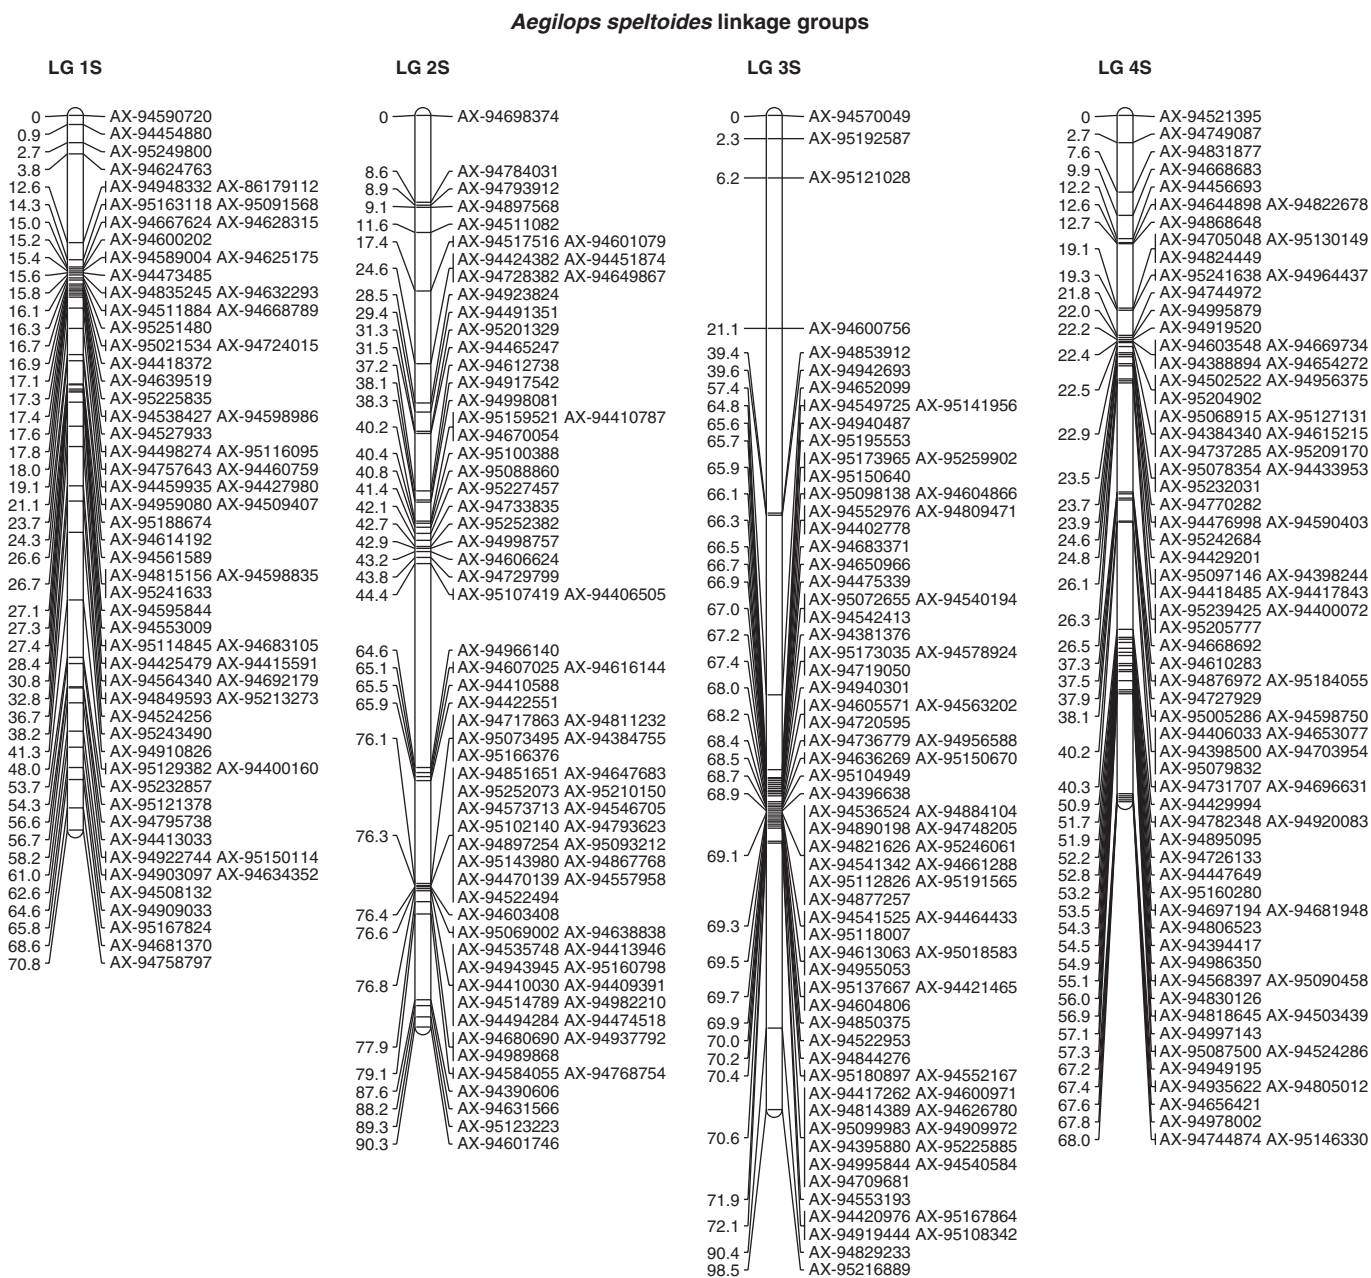 Aegilops speltoides linkage groups
LG 1S
0 AX-94590720
0.9 AX-94454880
2.7 AX-95249800
3.8 AX-94624763
12.6 AX-94948332 AX-86179112
14.3 AX-95163118 AX-95091568
15.0 AX-94667624 AX-94628315
15.2 AX-94600202
15.4 AX-94589004 AX-94625175
15.6 AX-94473485
15.8 AX-94835245 AX-94632293
16.1 AX-94511884 AX-94668789
16.3 AX-95251480
16.7 AX-95021534 AX-94724015
16.9 AX-94418372
17.1 AX-94639519
17.3 AX-95225835
17.4 AX-94538427 AX-94598986
17.6 AX-94527933
17.8 AX-94498274 AX-95116095
18.0 AX-94757643 AX-94460759
19.1 AX-94459935 AX-94427980
21.1 AX-94959080 AX-94509407
23.7 AX-95188674
24.3 AX-94614192
26.6 AX-94561589
26.7 AX-94815156 AX-94598835
AX-95241633
27.1 AX-94595844
27.3 AX-94553009
27.4 AX-95114845 AX-94683105
28.4 AX-94425479 AX-94415591
30.8 AX-94564340 AX-94692179
32.8 AX-94849593 AX-95213273
36.7 AX-94524256
38.2 AX-95243490
41.3 AX-94910826
48.0 AX-95129382 AX-94400160
53.7 AX-95232857
54.3 AX-95121378
56.6 AX-94795738
56.7 AX-94413033
58.2 AX-94922744 AX-95150114
61.0 AX-94903097 AX-94634352
62.6 AX-94508132
64.6 AX-94909033
65.8 AX-95167824
68.6 AX-94681370
70.8 AX-94758797
LG 2S
0 AX-94698374
8.6 AX-94784031
8.9 AX-94793912
9.1 AX-94897568
11.6 AX-94511082
17.4 AX-94517516 AX-94601079
24.6 AX-94424382 AX-94451874
AX-94728382 AX-94649867
28.5 AX-94923824
29.4 AX-94491351
31.3 AX-95201329
31.5 AX-94465247
37.2 AX-94612738
38.1 AX-94917542
38.3 AX-94998081
40.2 AX-95159521 AX-94410787
AX-94670054
40.4 AX-95100388
40.8 AX-95088860
41.4 AX-95227457
42.1 AX-94733835
42.7 AX-95252382
42.9 AX-94998757
43.2 AX-94606624
43.8 AX-94729799
44.4 AX-95107419 AX-94406505
64.6 AX-94966140
65.1 AX-94607025 AX-94616144
65.5 AX-94410588
65.9 AX-94422551
AX-94717863 AX-94811232
76.1 AX-95073495 AX-94384755
AX-95166376
AX-94851651 AX-94647683
AX-95252073 AX-95210150
AX-94573713 AX-94546705
76.3 AX-95102140 AX-94793623
AX-94897254 AX-95093212
AX-95143980 AX-94867768
AX-94470139 AX-94557958
AX-94522494
76.4 AX-94603408
76.6 AX-95069002 AX-94638838
AX-94535748 AX-94413946
AX-94943945 AX-95160798
76.8 AX-94410030 AX-94409391
AX-94514789 AX-94982210
AX-94494284 AX-94474518
77.9 AX-94680690 AX-94937792
AX-94989868
79.1 AX-94584055 AX-94768754
87.6 AX-94390606
88.2 AX-94631566
89.3 AX-95123223
90.3 AX-94601746
LG 3S
0 AX-94570049
2.3 AX-95192587
6.2 AX-95121028
21.1 AX-94600756
39.4 AX-94853912
39.6 AX-94942693
57.4 AX-94652099
64.8 AX-94549725 AX-95141956
65.6 AX-94940487
65.7 AX-95195553
65.9 AX-95173965 AX-95259902
AX-95150640
66.1 AX-95098138 AX-94604866
66.3 AX-94552976 AX-94809471
AX-94402778
66.5 AX-94683371
66.7 AX-94650966
66.9 AX-94475339
67.0 AX-95072655 AX-94540194
AX-94542413
67.2 AX-94381376
67.4 AX-95173035 AX-94578924
AX-94719050
68.0 AX-94940301
68.2 AX-94605571 AX-94563202
AX-94720595
68.4 AX-94736779 AX-94956588
68.5 AX-94636269 AX-95150670
68.7 AX-95104949
68.9 AX-94396638
AX-94536524 AX-94884104
AX-94890198 AX-94748205
69.1 AX-94821626 AX-95246061
AX-94541342 AX-94661288
AX-95112826 AX-95191565
AX-94877257
69.3 AX-94541525 AX-94464433
AX-95118007
69.5 AX-94613063 AX-95018583
AX-94955053
69.7 AX-95137667 AX-94421465
AX-94604806
69.9 AX-94850375
70.0 AX-94522953
70.2 AX-94844276
70.4 AX-95180897 AX-94552167
AX-94417262 AX-94600971
AX-94814389 AX-94626780
70.6 AX-95099983 AX-94909972
AX-94395880 AX-95225885
AX-94995844 AX-94540584
AX-94709681
71.9 AX-94553193
72.1 AX-94420976 AX-95167864
AX-94919444 AX-95108342
90.4 AX-94829233
98.5 AX-95216889
LG 4S
0 AX-94521395
2.7 AX-94749087
7.6 AX-94831877
9.9 AX-94668683
12.2 AX-94456693
12.6 AX-94644898 AX-94822678
12.7 AX-94868648
19.1 AX-94705048 AX-95130149
AX-94824449
19.3 AX-95241638 AX-94964437
21.8 AX-94744972
22.0 AX-94995879
22.2 AX-94919520
22.4 AX-94603548 AX-94669734
AX-94388894 AX-94654272
22.5 AX-94502522 AX-94956375
AX-95204902
AX-95068915 AX-95127131
22.9 AX-94384340 AX-94615215
AX-94737285 AX-95209170
23.5 AX-95078354 AX-94433953
AX-95232031
23.7 AX-94770282
23.9 AX-94476998 AX-94590403
24.6 AX-95242684
24.8 AX-94429201
26.1 AX-95097146 AX-94398244
AX-94418485 AX-94417843
26.3 AX-95239425 AX-94400072
AX-95205777
26.5 AX-94668692
37.3 AX-94610283
37.5 AX-94876972 AX-95184055
37.9 AX-94727929
38.1 AX-95005286 AX-94598750
AX-94406033 AX-94653077
40.2 AX-94398500 AX-94703954
AX-95079832
40.3 AX-94731707 AX-94696631
50.9 AX-94429994
51.7 AX-94782348 AX-94920083
51.9 AX-94895095
52.2 AX-94726133
52.8 AX-94447649
53.2 AX-95160280
53.5 AX-94697194 AX-94681948
54.3 AX-94806523
54.5 AX-94394417
54.9 AX-94986350
55.1 AX-94568397 AX-95090458
56.0 AX-94830126
56.9 AX-94818645 AX-94503439
57.1 AX-94997143
57.3 AX-95087500 AX-94524286
67.2 AX-94949195
67.4 AX-94935622 AX-94805012
67.6 AX-94656421
67.8 AX-94978002
68.0 AX-94744874 AX-95146330